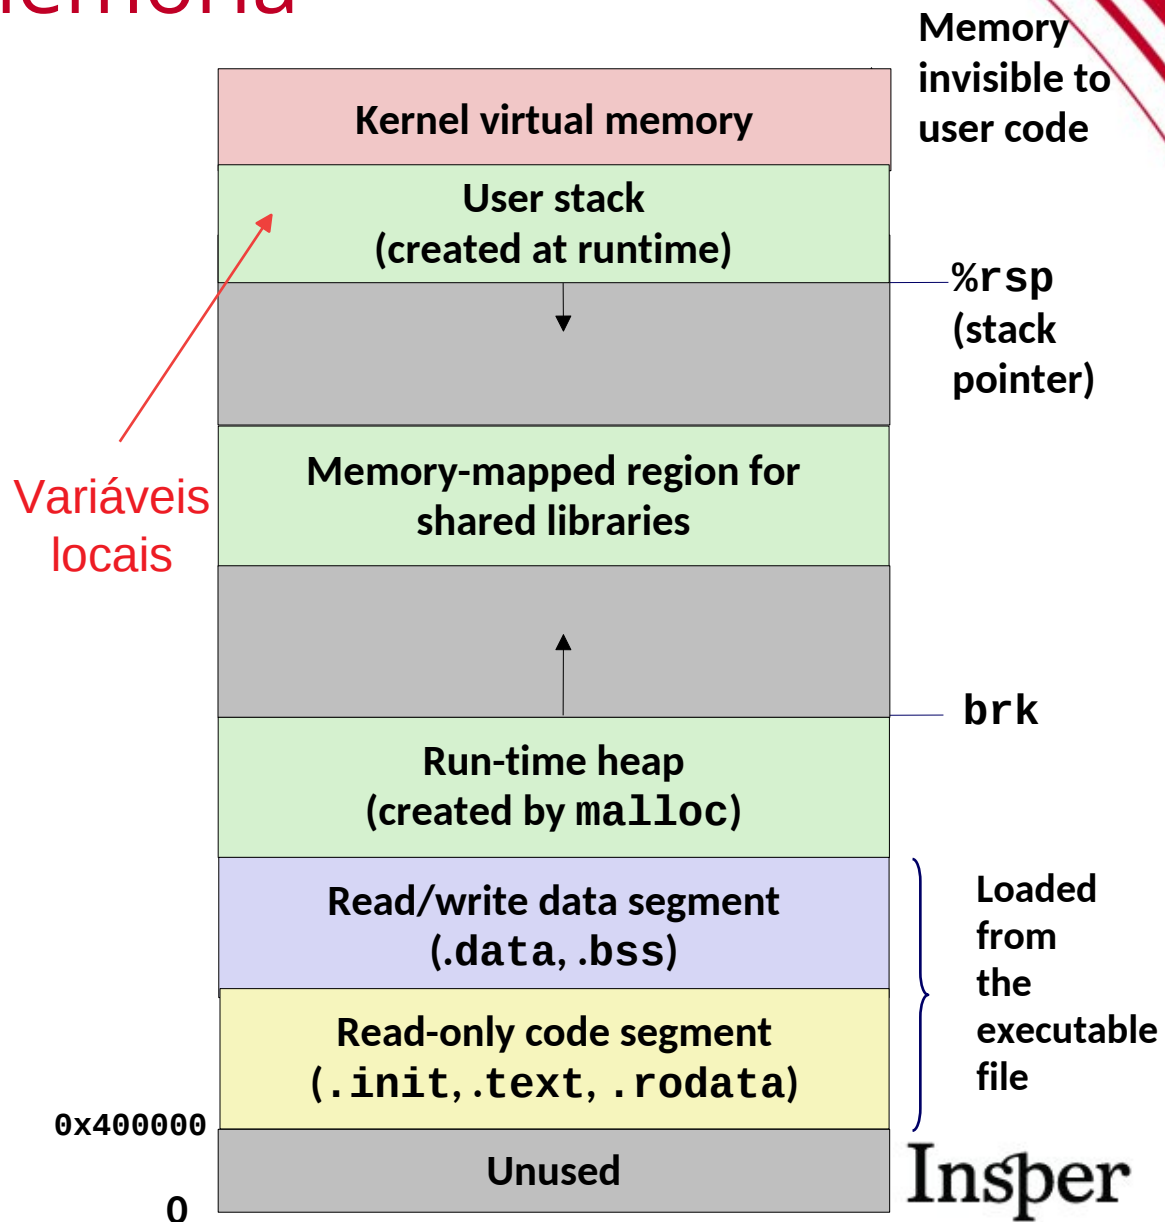 Memory
invisible to
user code
Kernel virtual memory
User stack
(created at runtime)
%rsp
(stack
pointer)
Variáveis
locais
Memory-mapped region for
shared libraries
brk
Run-time heap
(created by malloc)
Read/write data segment
(.data, .bss)
Loaded
from
the
executable
file
Read-only code segment
(.init, .text, .rodata)
0x400000
Unused
0
Insper